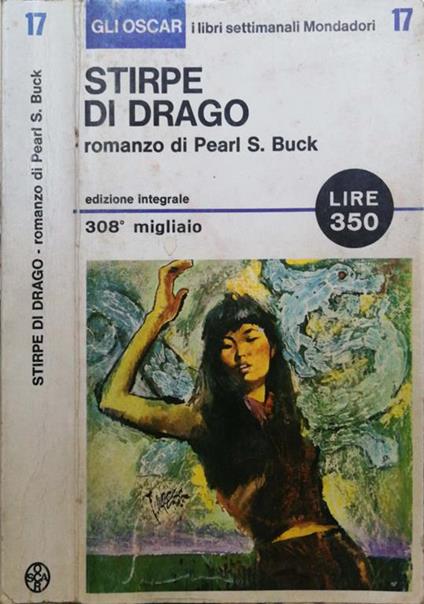 17
STIRPE DI DRAGO - romanzo di Pearl S. Buck
OSCAR
GLI OSCAR i libri settimanali Mondadori 17
STIRPE
DI DRAGO
romanzo di Pearl S. Buck
edizione integrale
308° migliaio
LIRE
350